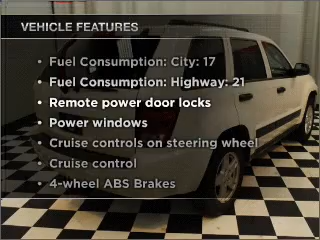 VEHICLE FEATURES
• Fuel Consumption: City: 17
• Fuel Consumption: Highway: 21
• Remote power door locks
• Power windows
• Cruise controls on steering wheel
• Cruise control
• 4-wheel ABS Brakes